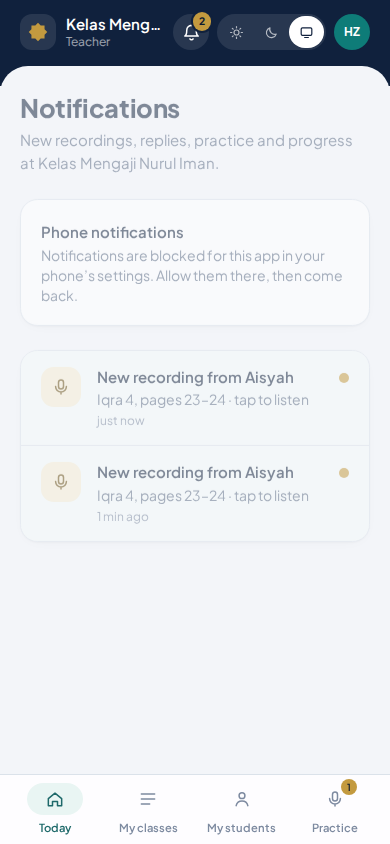 Kelas Meng...
Teacher
2
HZ
Notifications
New recordings, replies, practice and progress
at Kelas Mengaji Nurul Iman.
Phone notifications
Notifications are blocked for this app in your
phone's settings. Allow them there, then come
back.
New recording from Aisyah
Iqra 4, pages 23–24 · tap to listen
just now
New recording from Aisyah
Iqra 4, pages 23–24 · tap to listen
1 min ago
1
Today
My classes
My students
Practice